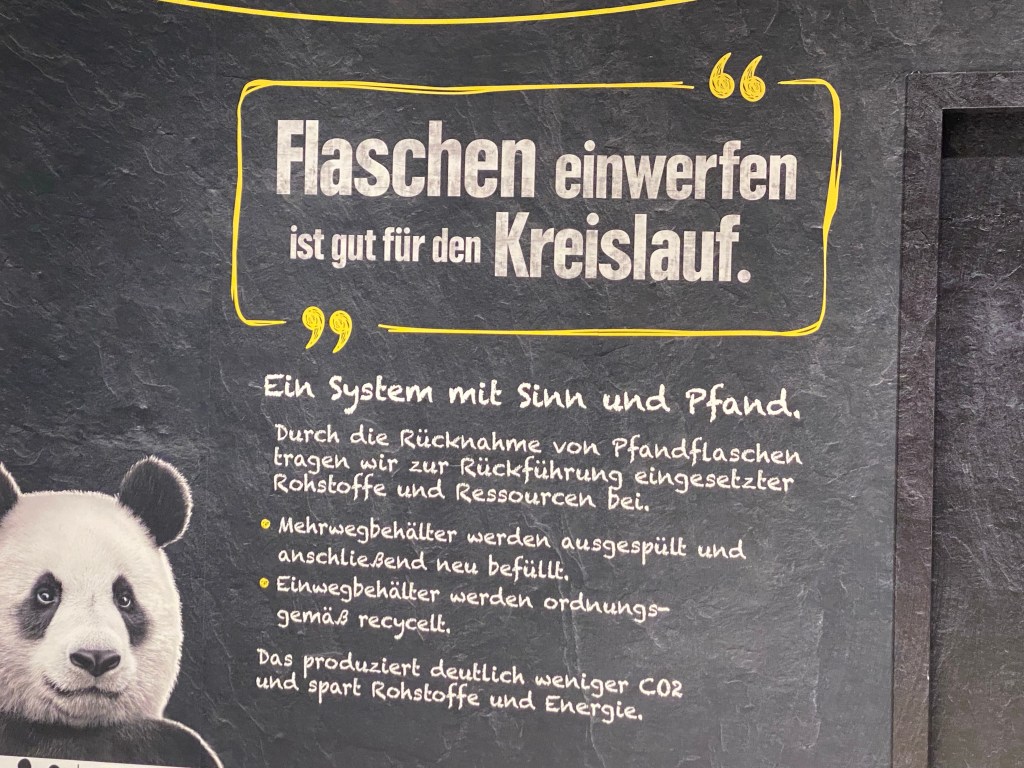 Flaschen einwerfen
ist gut für den Kreislauf.
Ein System mit Sinn und Pfand.
Durch die Rücknahme von Pfandflaschen
tragen wir zur Rückführung eingesetzter
Rohstoffe und Ressourcen bei.
Mehrwegbehälter werden ausgespült und
anschließend neu befüllt.
Einwegbehälter werden ordnungs-
gemäß recycelt.
Das produziert deutlich weniger CO2
und spart Rohstoffe und Energie.